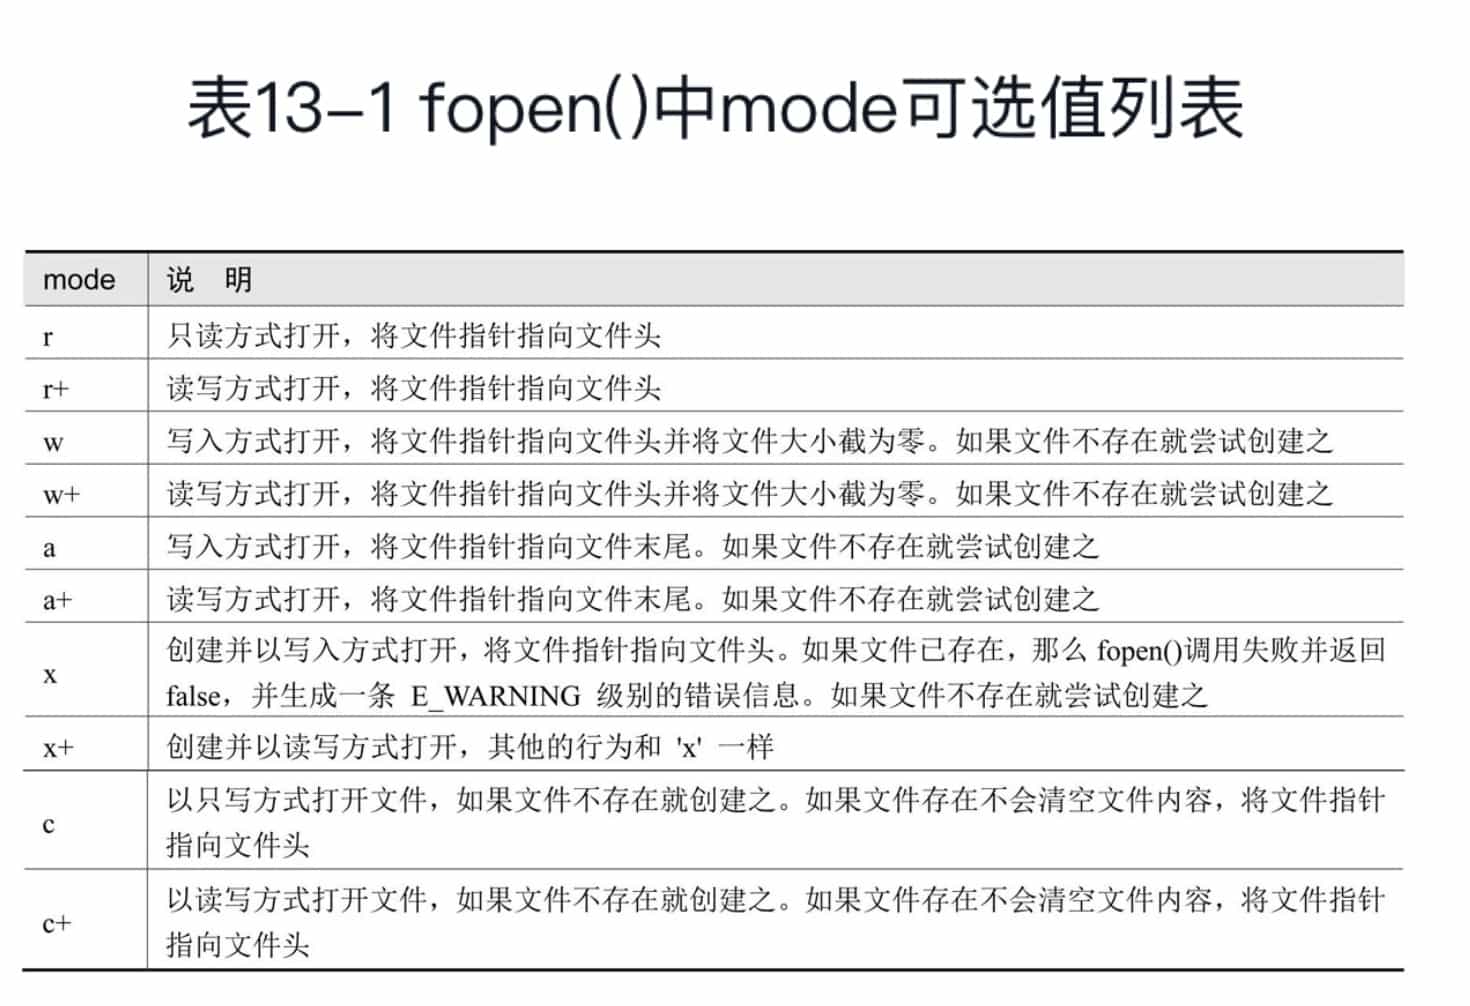 表13-1 fopen()中mode可选值列表
mode 说 明
r 只读方式打开，将文件指针指向文件头
r+ 读写方式打开，将文件指针指向文件头
w 写入方式打开，将文件指针指向文件头并将文件大小截为零。如果文件不存在就尝试创建之
w+ 读写方式打开，将文件指针指向文件头并将文件大小截为零。如果文件不存在就尝试创建之
a 写入方式打开，将文件指针指向文件末尾。如果文件不存在就尝试创建之
a+ 读写方式打开，将文件指针指向文件末尾。如果文件不存在就尝试创建之
x 创建并以写入方式打开，将文件指针指向文件头。如果文件已存在，那么 fopen()调用失败并返回
false，并生成一条 E_WARNING 级别的错误信息。如果文件不存在就尝试创建之
x+ 创建并以读写方式打开，其他的行为和 'x' 一样
c 以只写方式打开文件，如果文件不存在就创建之。如果文件存在不会清空文件内容，将文件指针
指向文件头
c+ 以读写方式打开文件，如果文件不存在就创建之。如果文件存在不会清空文件内容，将文件指针
指向文件头